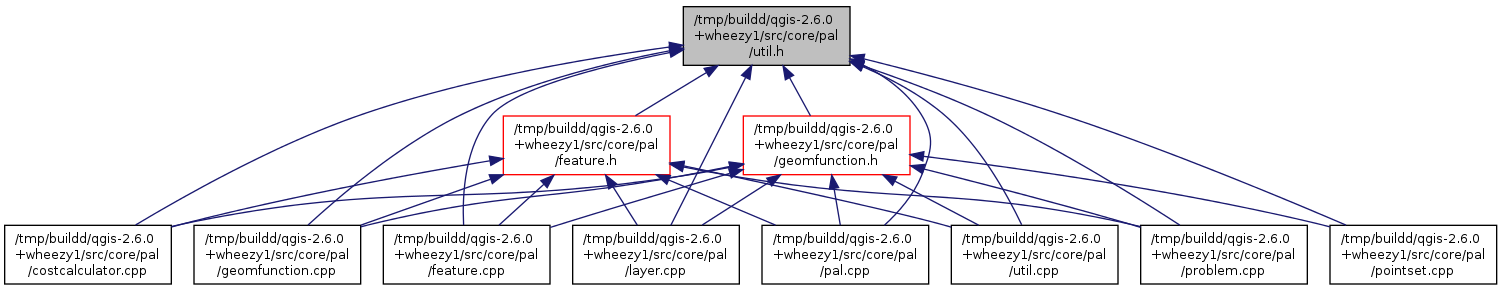 /tmp/buildd/qgis-2.6.0
+wheezy1/src/core/pal
/util.h
/tmp/buildd/qgis-2.6.0
+wheezy1/src/core/pal
/feature.h
/tmp/buildd/qgis-2.6.0
+wheezy1/src/core/pal
/geomfunction.h
/tmp/buildd/qgis-2.6.0
+wheezy1/src/core/pal
/costcalculator.cpp
/tmp/buildd/qgis-2.6.0
+wheezy1/src/core/pal
/geomfunction.cpp
/tmp/buildd/qgis-2.6.0
+wheezy1/src/core/pal
/feature.cpp
/tmp/buildd/qgis-2.6.0
+wheezy1/src/core/pal
/layer.cpp
/tmp/buildd/qgis-2.6.0
+wheezy1/src/core/pal
/pal.cpp
/tmp/buildd/qgis-2.6.0
+wheezy1/src/core/pal
/util.cpp
/tmp/buildd/qgis-2.6.0
+wheezy1/src/core/pal
/problem.cpp
/tmp/buildd/qgis-2.6.0
+wheezy1/src/core/pal
/pointset.cpp